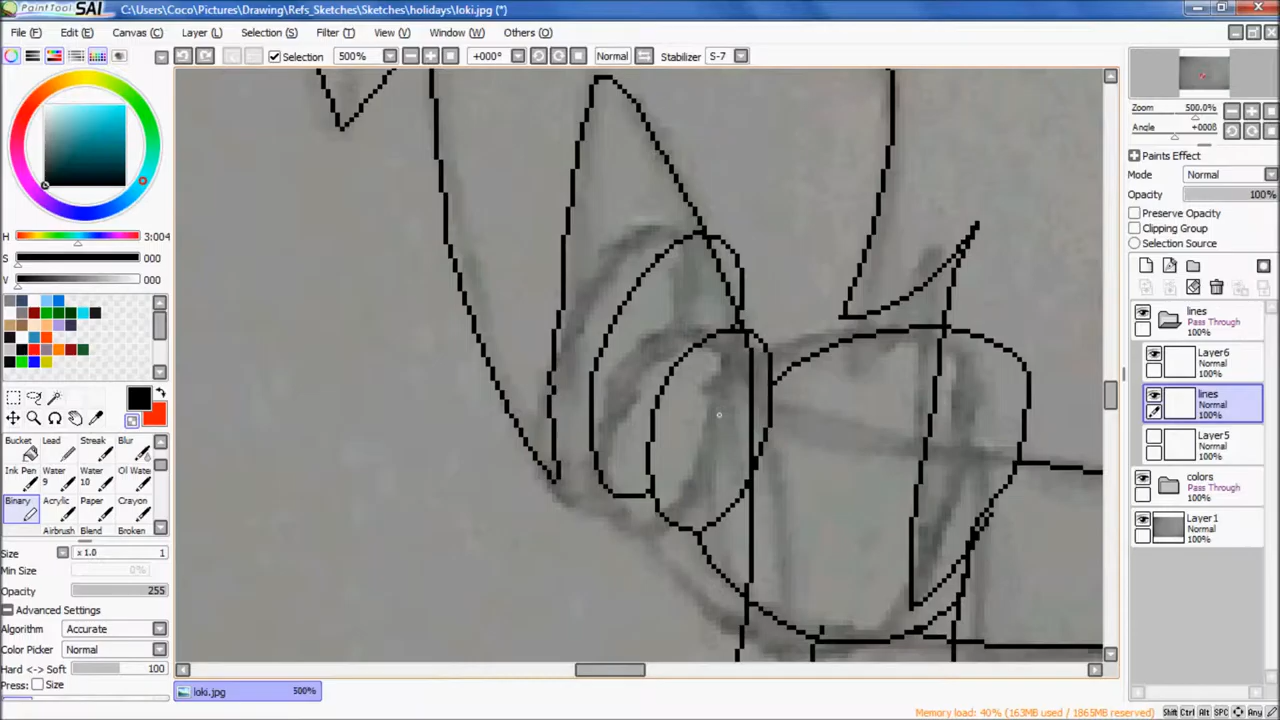 PaintTool SAI C:\Users\Coco\Pictures\Drawing\Refs_Sketches\Sketches\holidays\loki.jpg (*)
File (F) Edit (E) Canvas (C) Layer (L) Selection (S) Filter (T) View (V) Window (W) Others (O)
Selection 500% +000° Normal Stabilizer S-7
Zoom 500.0%
Angle +0008
Paints Effect
Mode Normal
Opacity 100%
Preserve Opacity
Clipping Group
Selection Source
H 3:004
S 000
V 000
lines
Pass Through
100%
Layer6
Normal
100%
lines
Normal
100%
Layer5
Normal
100%
colors
Pass Through
100%
Layer1
Normal
100%
Bucket Lead Streak Blur
Ink Pen Water 9 Water 10 Ol Wate
Binary Acrylic Paper Crayon
Airbrush Blend Broken
Size x 1.0 1
Min Size 0%
Opacity 255
Advanced Settings
Algorithm Accurate
Color Picker Normal
Hard <-> Soft 100
Press: Size
loki.jpg 500%
Memory load: 40% (163MB used / 1865MB reserved) Shift Ctrl Alt SPC Any